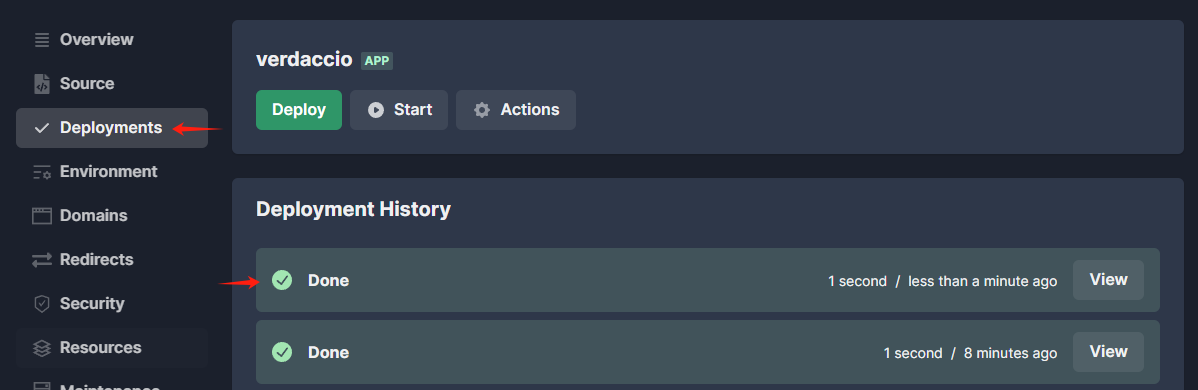 Overview
Source
Deployments
Environment
Domains
Redirects
Security
Resources
Maintenance
verdaccio APP
Deploy Start Actions
Deployment History
Done 1 second / less than a minute ago View
Done 1 second / 8 minutes ago View